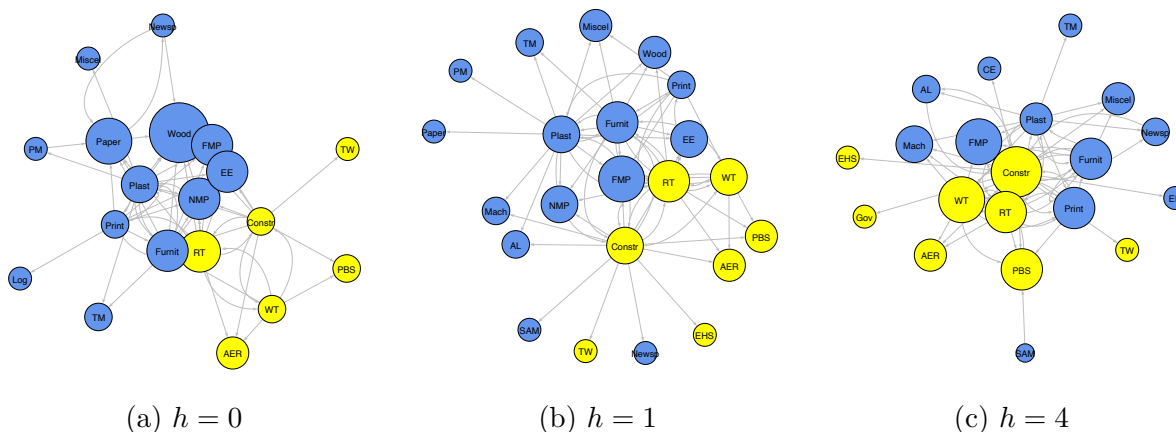 Newsp
Miscel
PM
Paper
Wood
FMP
EE
TW
Plast
NMP
Print
Constr
Furnit
RT
PBS
Log
TM
WT
AER
Miscel
TM
Wood
PM
Print
Paper
Plast
Furnit
EE
FMP
RT
WT
Mach
NMP
AL
Constr
PBS
AER
SAM
TW
Newsp
EHS
TM
CE
AL
Miscel
Plast
Newsp
Mach
FMP
Furnit
EHS
Constr
WT
RT
Print
Gov
AER
PBS
TW
SAM
(a) h = 0
(b) h = 1
(c) h = 4